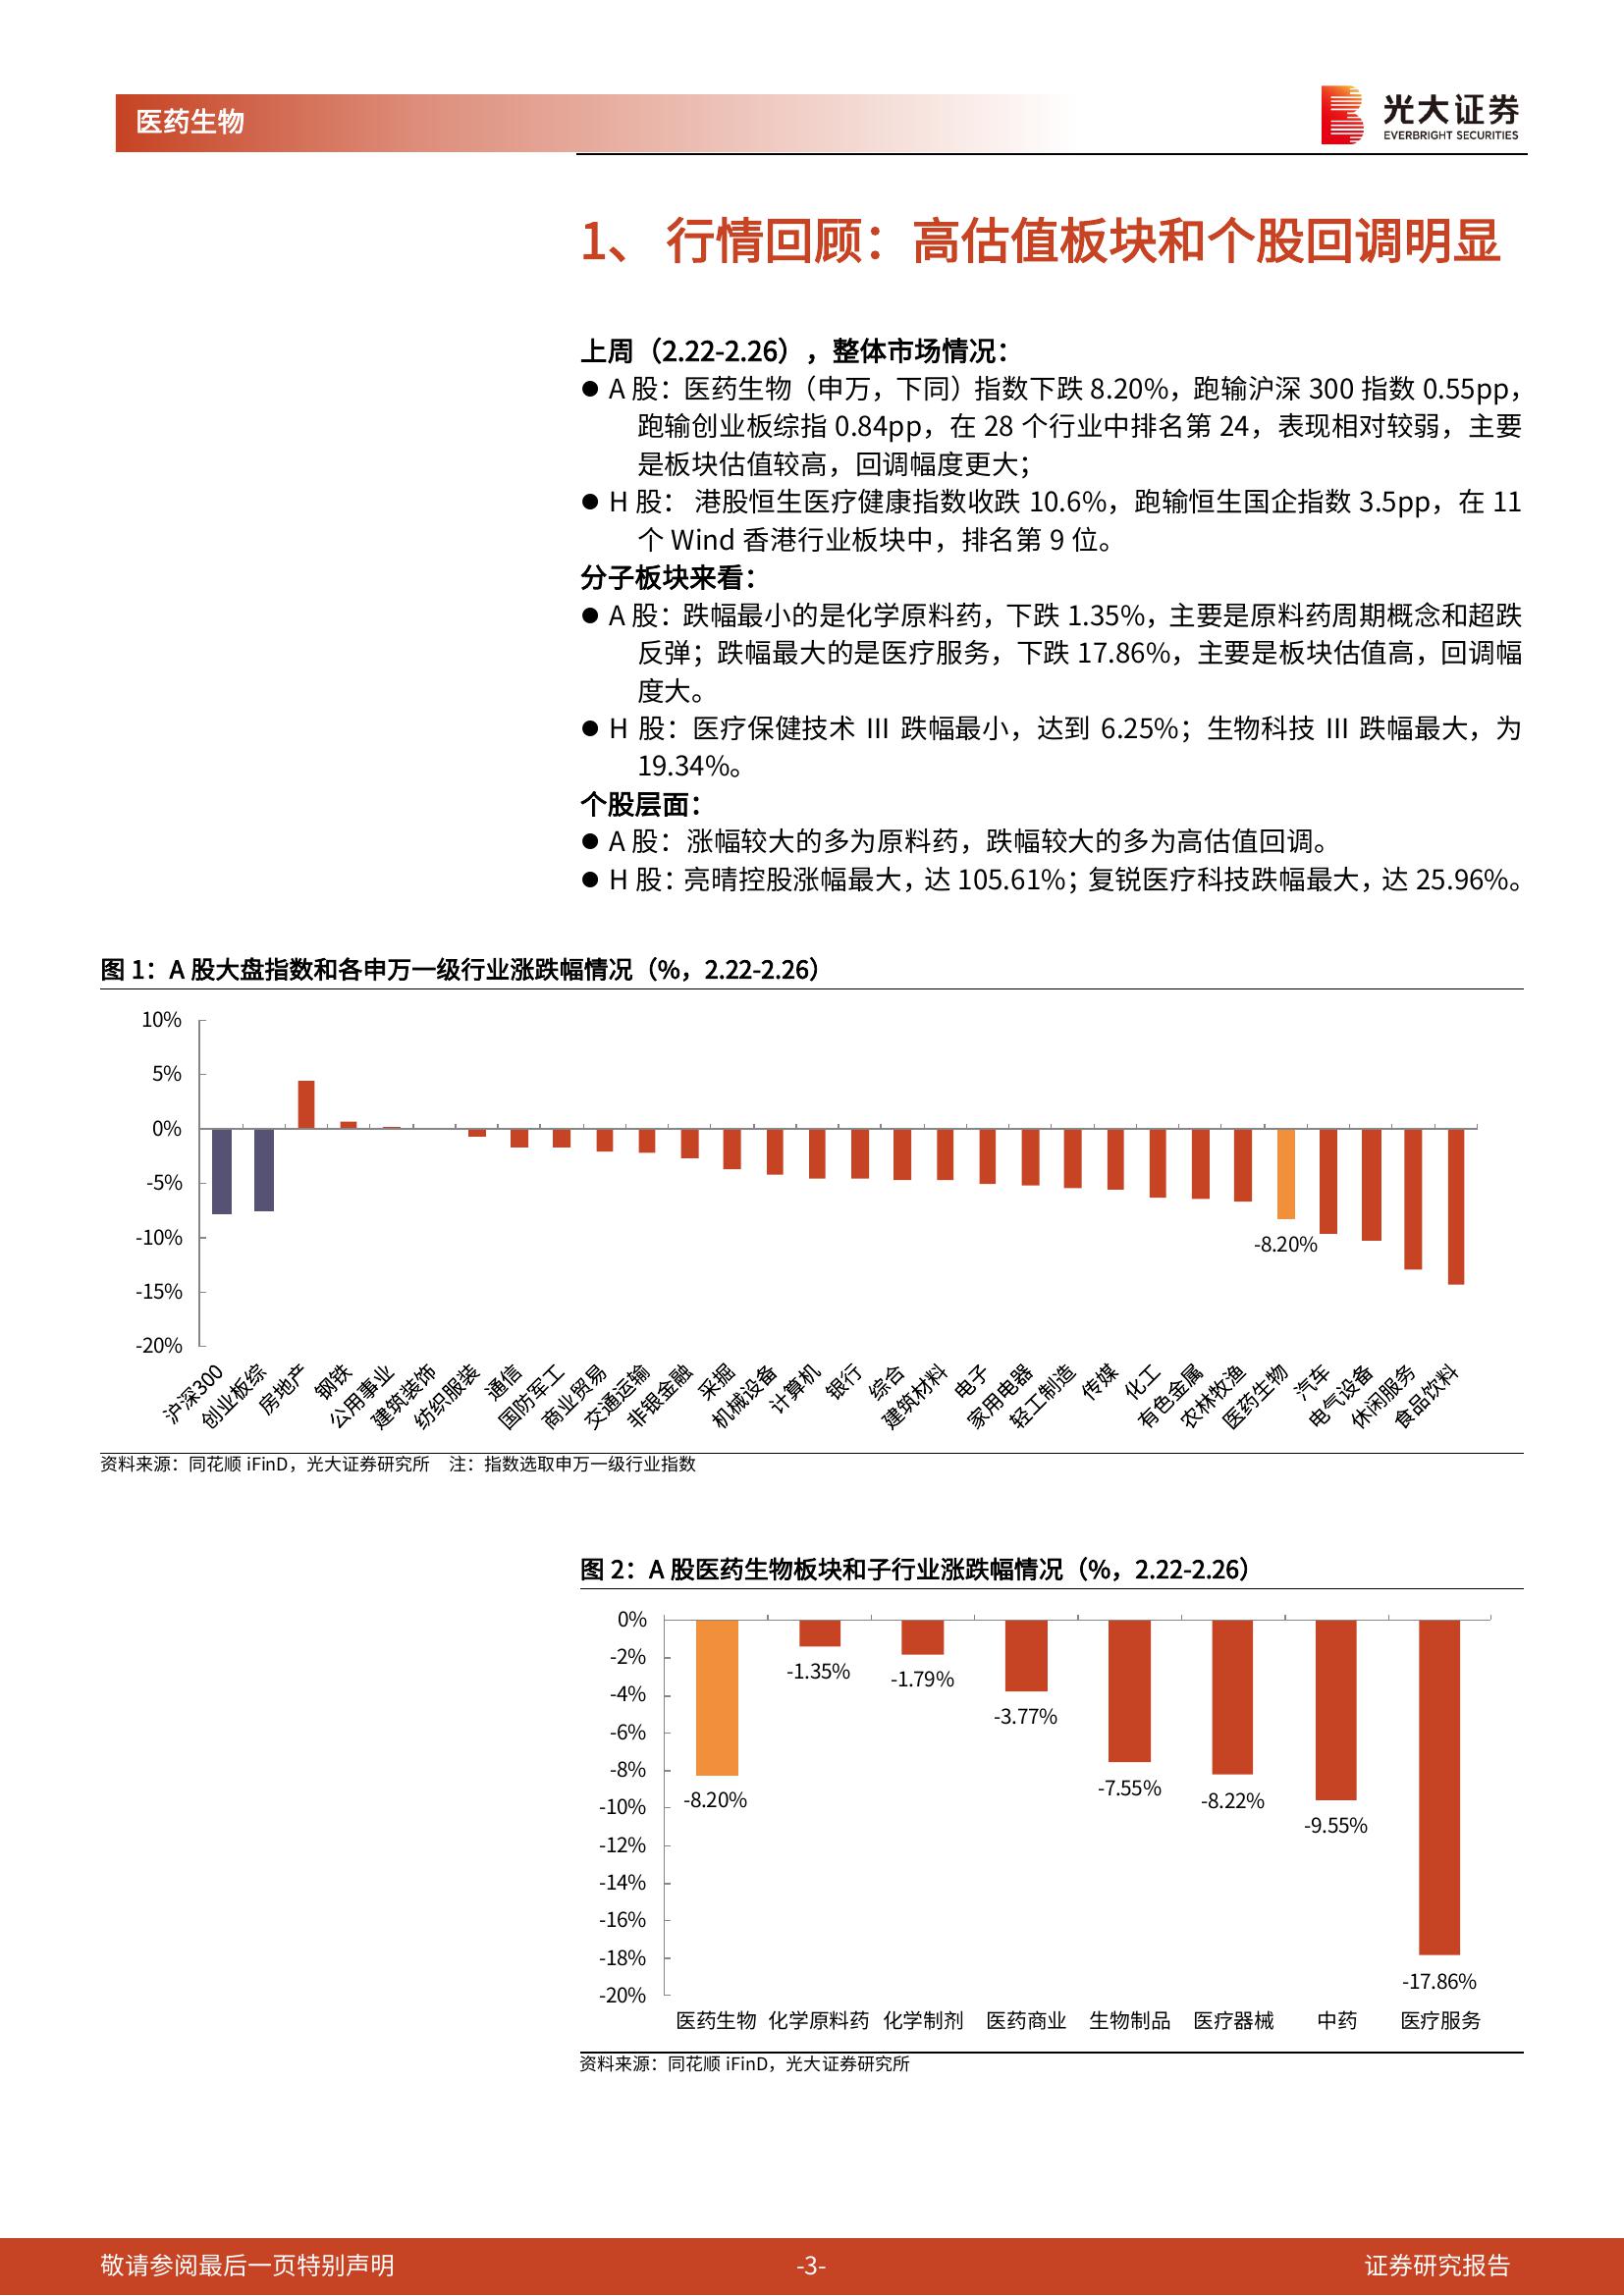 医药生物
光大证券
EVERBRIGHT SECURITIES
1、 行情回顾：高估值板块和个股回调明显
上周（2.22-2.26），整体市场情况：
● A 股：医药生物（申万，下同）指数下跌 8.20%，跑输沪深 300 指数 0.55pp，
跑输创业板综指 0.84pp，在 28 个行业中排名第 24，表现相对较弱，主要
是板块估值较高，回调幅度更大；
● H 股： 港股恒生医疗健康指数收跌 10.6%，跑输恒生国企指数 3.5pp，在 11
个 Wind 香港行业板块中，排名第 9 位。
分子板块来看：
● A 股：跌幅最小的是化学原料药，下跌 1.35%，主要是原料药周期概念和超跌
反弹；跌幅最大的是医疗服务，下跌 17.86%，主要是板块估值高，回调幅
度大。
● H 股：医疗保健技术 III 跌幅最小，达到 6.25%；生物科技 III 跌幅最大，为
19.34%。
个股层面：
● A 股：涨幅较大的多为原料药，跌幅较大的多为高估值回调。
● H 股：亮晴控股涨幅最大，达 105.61%；复锐医疗科技跌幅最大，达 25.96%。
图 1：A 股大盘指数和各申万一级行业涨跌幅情况（%，2.22-2.26）
10%
5%
0%
-5%
-10%
-15%
-20%
-8.20%
沪深300 创业板综 房地产 钢铁 公用事业 建筑装饰 纺织服装 通信 国防军工 商业贸易 交通运输 非银金融 采掘 机械设备 计算机 银行 综合 建筑材料 电子 家用电器 轻工制造 传媒 化工 有色金属 农林牧渔 医药生物 汽车 电气设备 休闲服务 食品饮料
资料来源：同花顺 iFinD，光大证券研究所 注：指数选取申万一级行业指数
图 2：A 股医药生物板块和子行业涨跌幅情况（%，2.22-2.26）
0%
-2%
-4%
-6%
-8%
-10%
-12%
-14%
-16%
-18%
-20%
-8.20%
-1.35%
-1.79%
-3.77%
-7.55%
-8.22%
-9.55%
-17.86%
医药生物 化学原料药 化学制剂 医药商业 生物制品 医疗器械 中药 医疗服务
资料来源：同花顺 iFinD，光大证券研究所
敬请参阅最后一页特别声明 -3- 证券研究报告